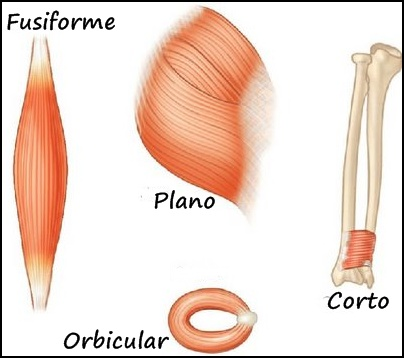 Fusiforme
Plano
Corto
Orbicular